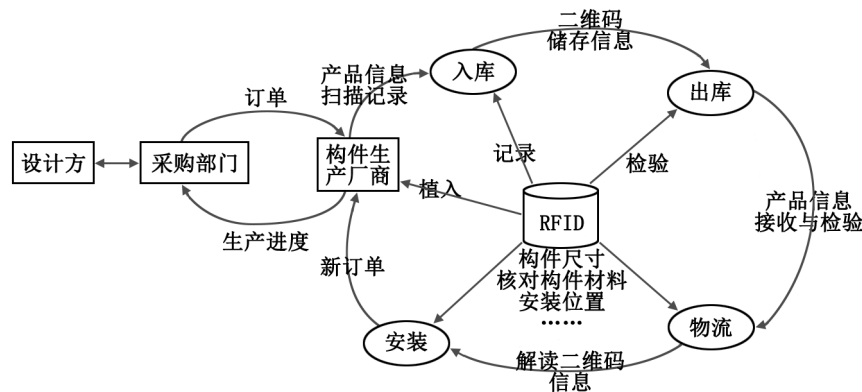 二维码
储存信息
产品信息
扫描记录
入库
出库
订单
设计方
采购部门
构件生
产厂商
记录
检验
植入
RFID
产品信息
接收与检验
生产进度
新订单
构件尺寸
核对构件材料
安装位置
……
安装
物流
解读二维码
信息